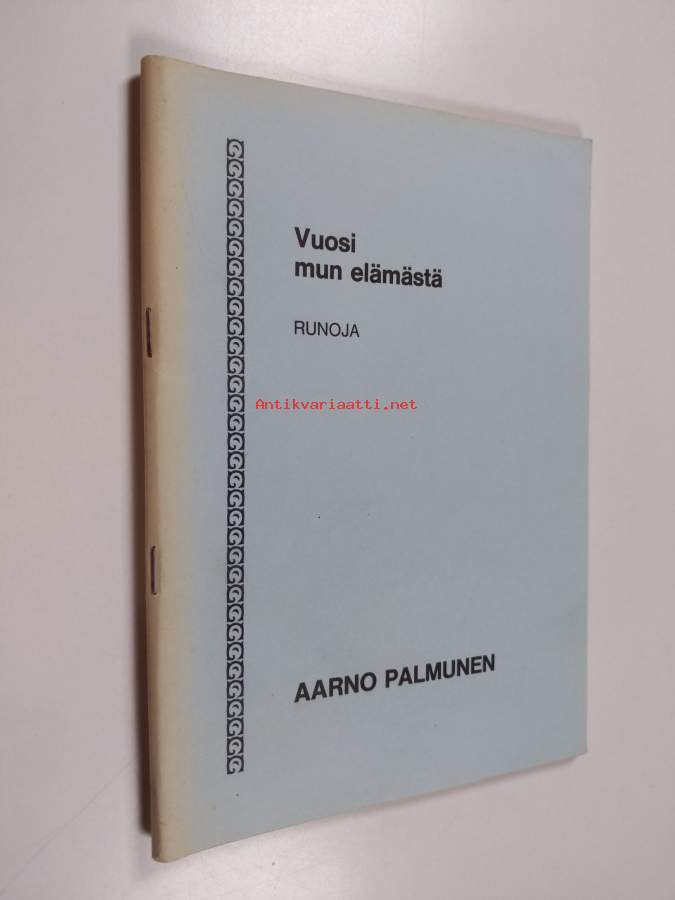 Vuosi
mun elämästä
RUNOJA
Antikvariaatti.net
AARNO PALMUNEN